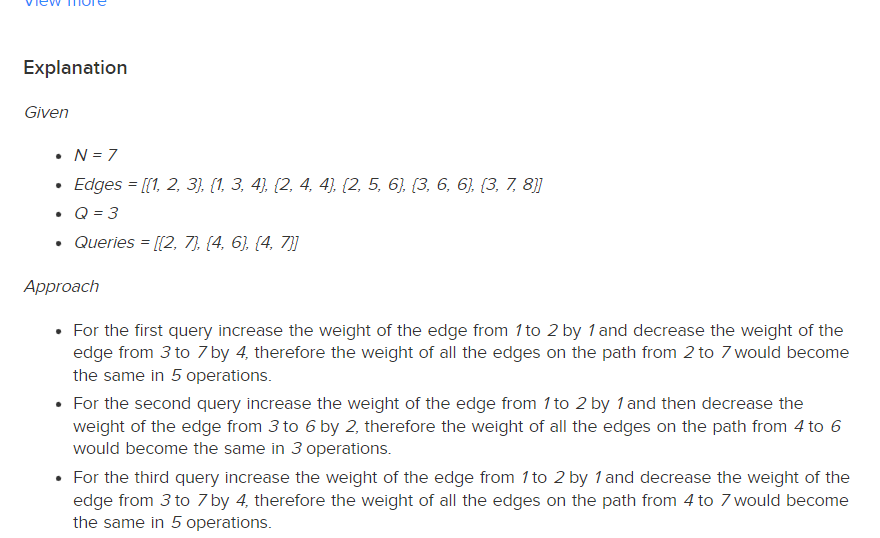 View more
Explanation
Given
• N = 7
• Edges = [{1, 2, 3}, {1, 3, 4}, {2, 4, 4}, {2, 5, 6}, {3, 6, 6}, {3, 7, 8}]
• Q = 3
• Queries = [{2, 7}, {4, 6}, {4, 7}]
Approach
• For the first query increase the weight of the edge from 1 to 2 by 1 and decrease the weight of the
edge from 3 to 7 by 4, therefore the weight of all the edges on the path from 2 to 7 would become
the same in 5 operations.
• For the second query increase the weight of the edge from 1 to 2 by 1 and then decrease the
weight of the edge from 3 to 6 by 2, therefore the weight of all the edges on the path from 4 to 6
would become the same in 3 operations.
• For the third query increase the weight of the edge from 1 to 2 by 1 and decrease the weight of the
edge from 3 to 7 by 4, therefore the weight of all the edges on the path from 4 to 7 would become
the same in 5 operations.